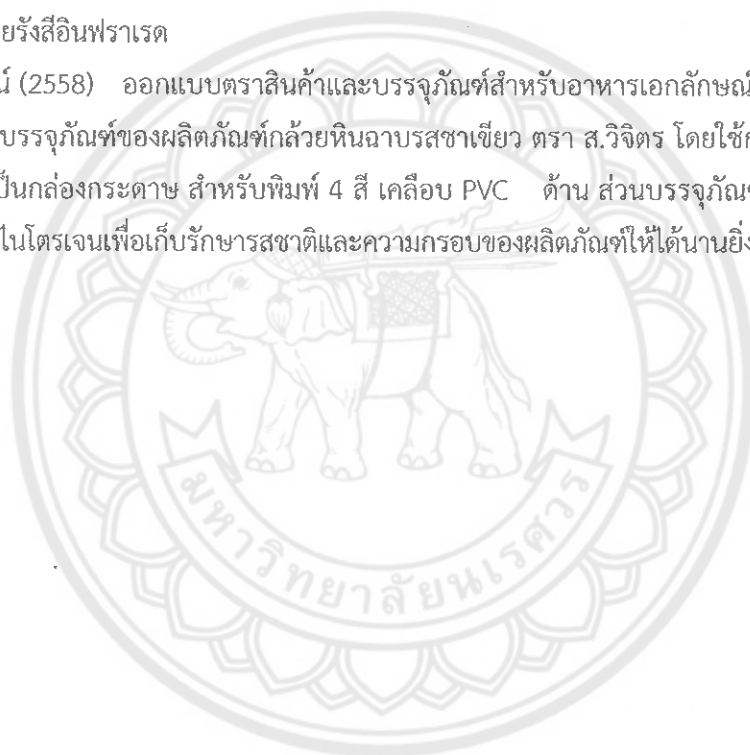 ยรังสีอินฟราเรด
น์ (2558) ออกแบบตราสินค้าและบรรจุภัณฑ์สำหรับอาหารเอกลักษณ์
บรรจุภัณฑ์ของผลิตภัณฑ์กล้วยหินฉาบรสชาเขียว ตรา ส.วิจิตร โดยใช้ก
ป็นกล่องกระดาษ สำหรับพิมพ์ 4 สี เคลือบ PVC ด้าน ส่วนบรรจุภัณฑ
ไนโตรเจนเพื่อเก็บรักษารสชาติและความกรอบของผลิตภัณฑ์ให้ได้นานยิ่ง
มหาวิทยาลัยนเรศวร